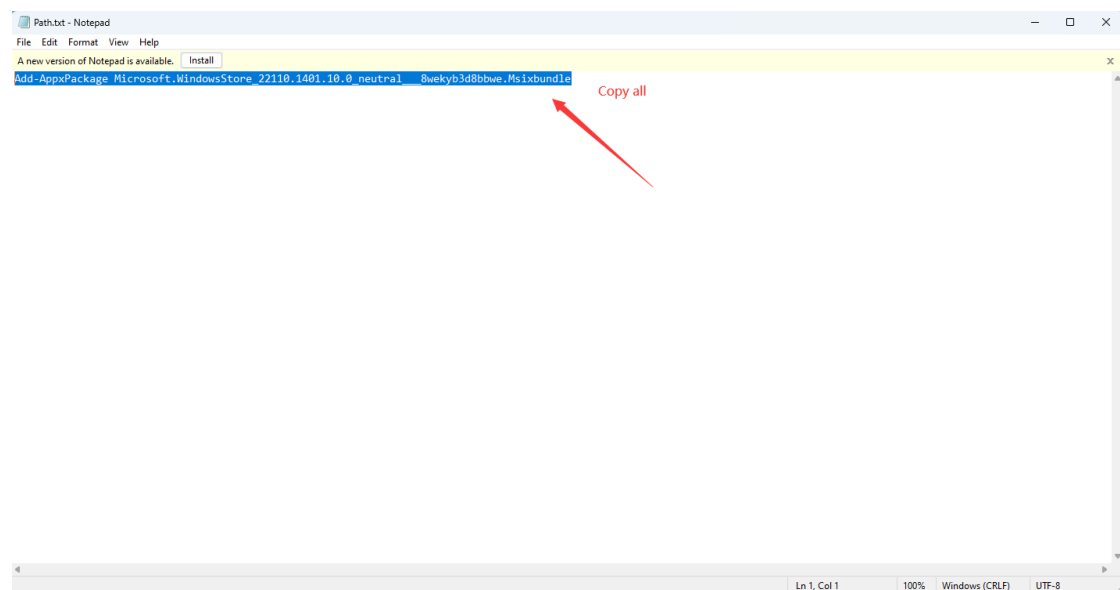 Path.txt - Notepad
File Edit Format View Help
A new version of Notepad is available. Install
Add-AppxPackage Microsoft.WindowsStore_22110.1401.10.0_neutral___8wekyb3d8bbwe.Msixbundle
Copy all
Ln 1, Col 1 100% Windows (CRLF) UTF-8